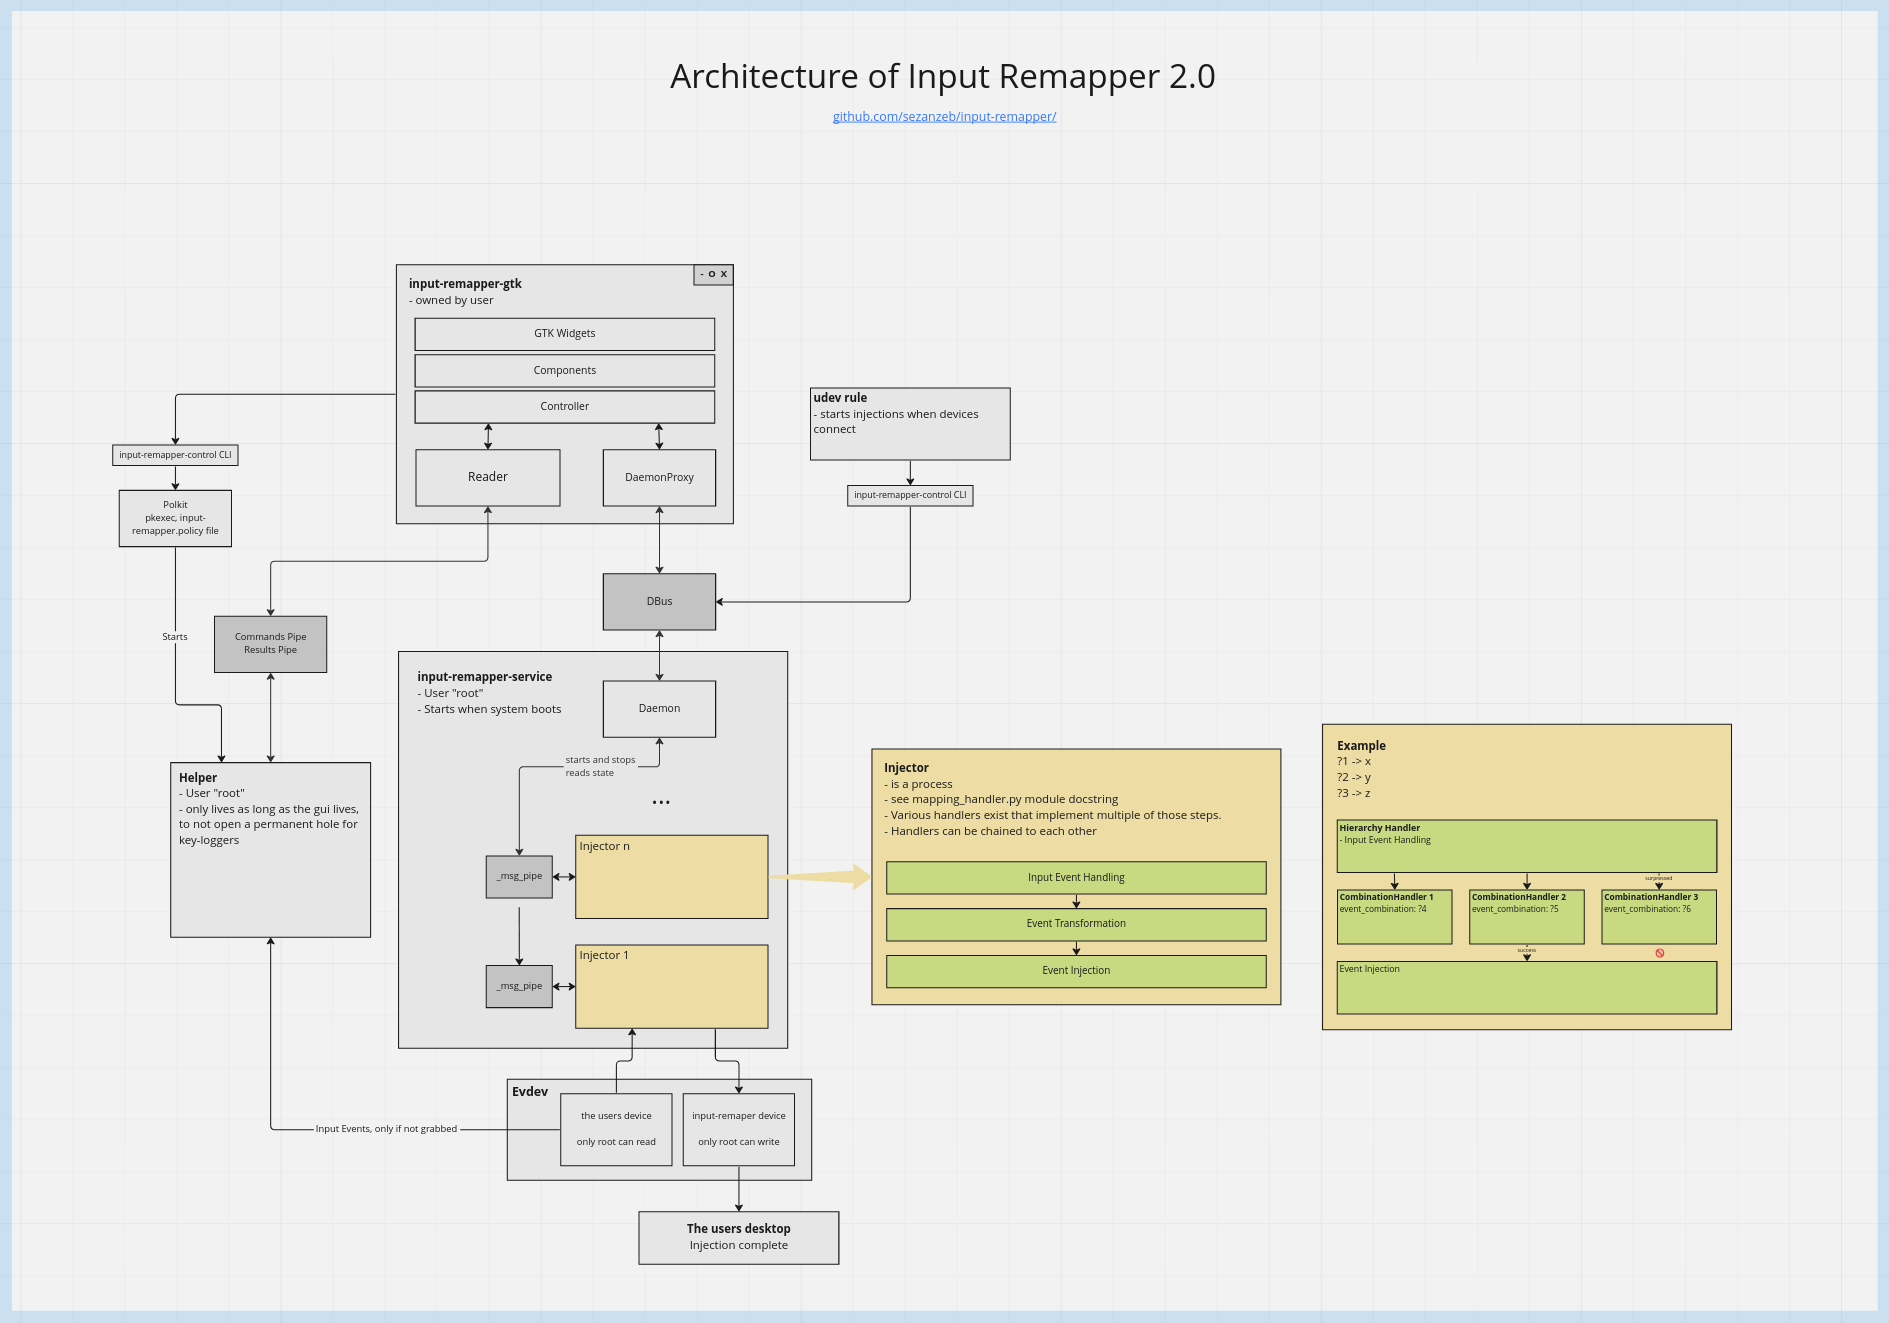 Architecture of Input Remapper 2.0
github.com/sezanzeb/input-remapper/
- O X
input-remapper-gtk
- owned by user
GTK Widgets
Components
Controller
Reader
DaemonProxy
udev rule
- starts injections when devices
connect
input-remapper-control CLI
input-remapper-control CLI
Polkit
pkexec, input-
remapper.policy file
Starts
Commands Pipe
Results Pipe
DBus
input-remapper-service
- User "root"
- Starts when system boots
Daemon
starts and stops
reads state
...
Helper
- User "root"
- only lives as long as the gui lives,
to not open a permanent hole for
key-loggers
_msg_pipe
Injector n
_msg_pipe
Injector 1
Injector
- is a process
- see mapping_handler.py module docstring
- Various handlers exist that implement multiple of those steps.
- Handlers can be chained to each other
Input Event Handling
Event Transformation
Event Injection
Example
?1 -> x
?2 -> y
?3 -> z
Hierarchy Handler
- Input Event Handling
surpressed
CombinationHandler 1
event_combination: ?4
CombinationHandler 2
event_combination: ?5
CombinationHandler 3
event_combination: ?6
success
Event Injection
Evdev
the users device
only root can read
input-remaper device
only root can write
Input Events, only if not grabbed
The users desktop
Injection complete